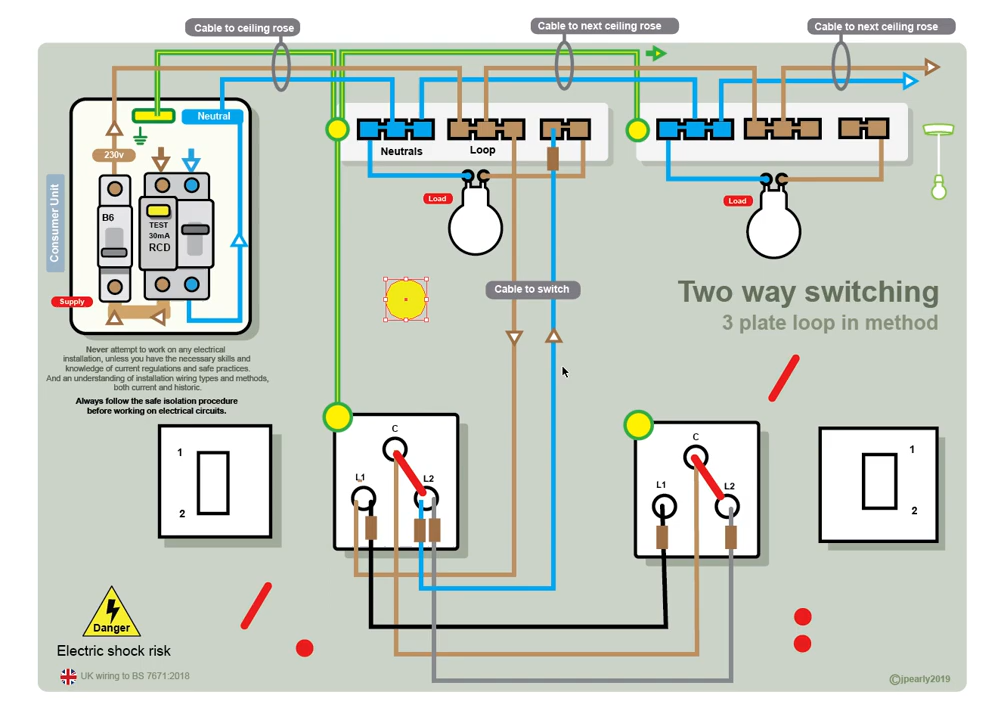 Cable to ceiling rose
Cable to next ceiling rose
Cable to next ceiling rose
Neutral
230v
Consumer Unit
B6
TEST
30mA
RCD
Supply
Neutrals
Loop
Load
Load
Cable to switch
Two way switching
3 plate loop in method
Never attempt to work on any electrical
installation, unless you have the necessary skills and
knowledge of current regulations and safe practices.
And an understanding of installation wiring types and methods,
both current and historic.
Always follow the safe isolation procedure
before working on electrical circuits.
1
2
C
L1
L2
C
L1
L2
1
2
Danger
Electric shock risk
UK wiring to BS 7671:2018
©jpearly2019